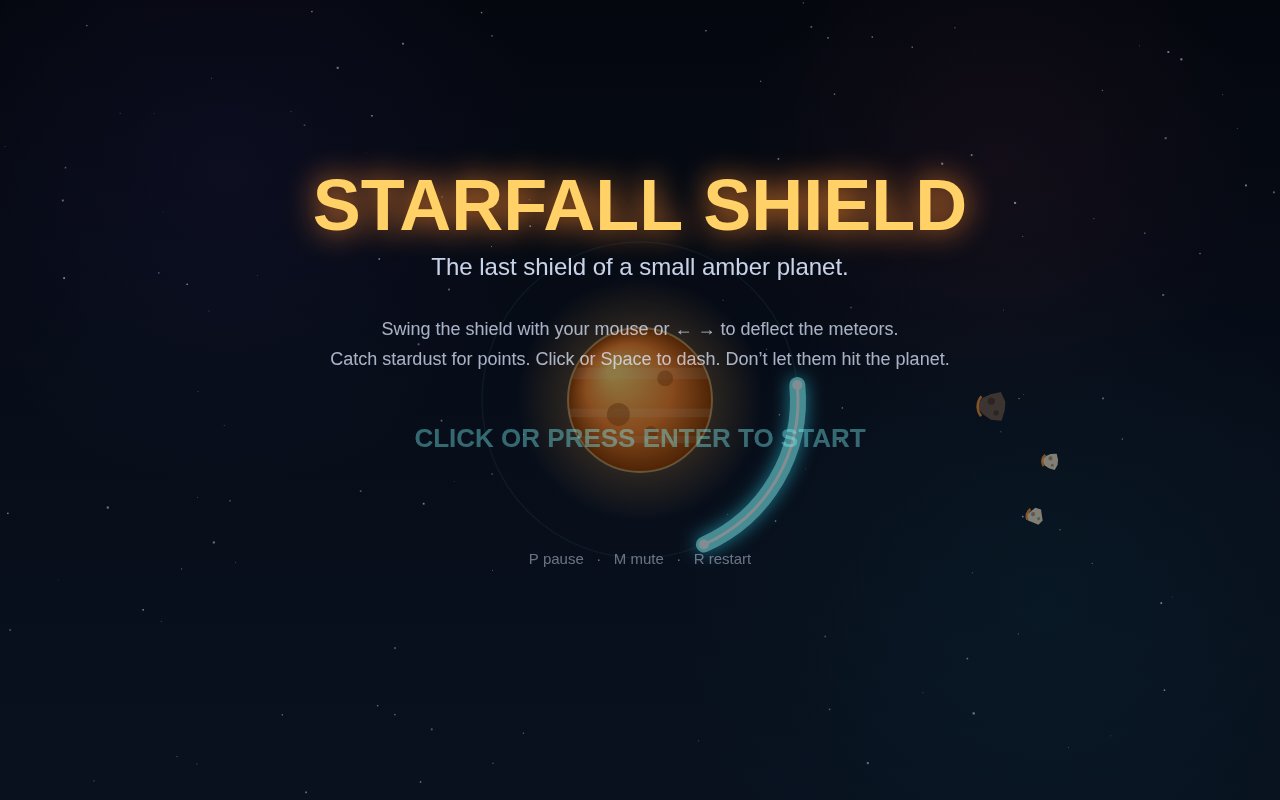 STARFALL SHIELD
The last shield of a small amber planet.
Swing the shield with your mouse or ← → to deflect the meteors.
Catch stardust for points. Click or Space to dash. Don’t let them hit the planet.
CLICK OR PRESS ENTER TO START
P pause · M mute · R restart